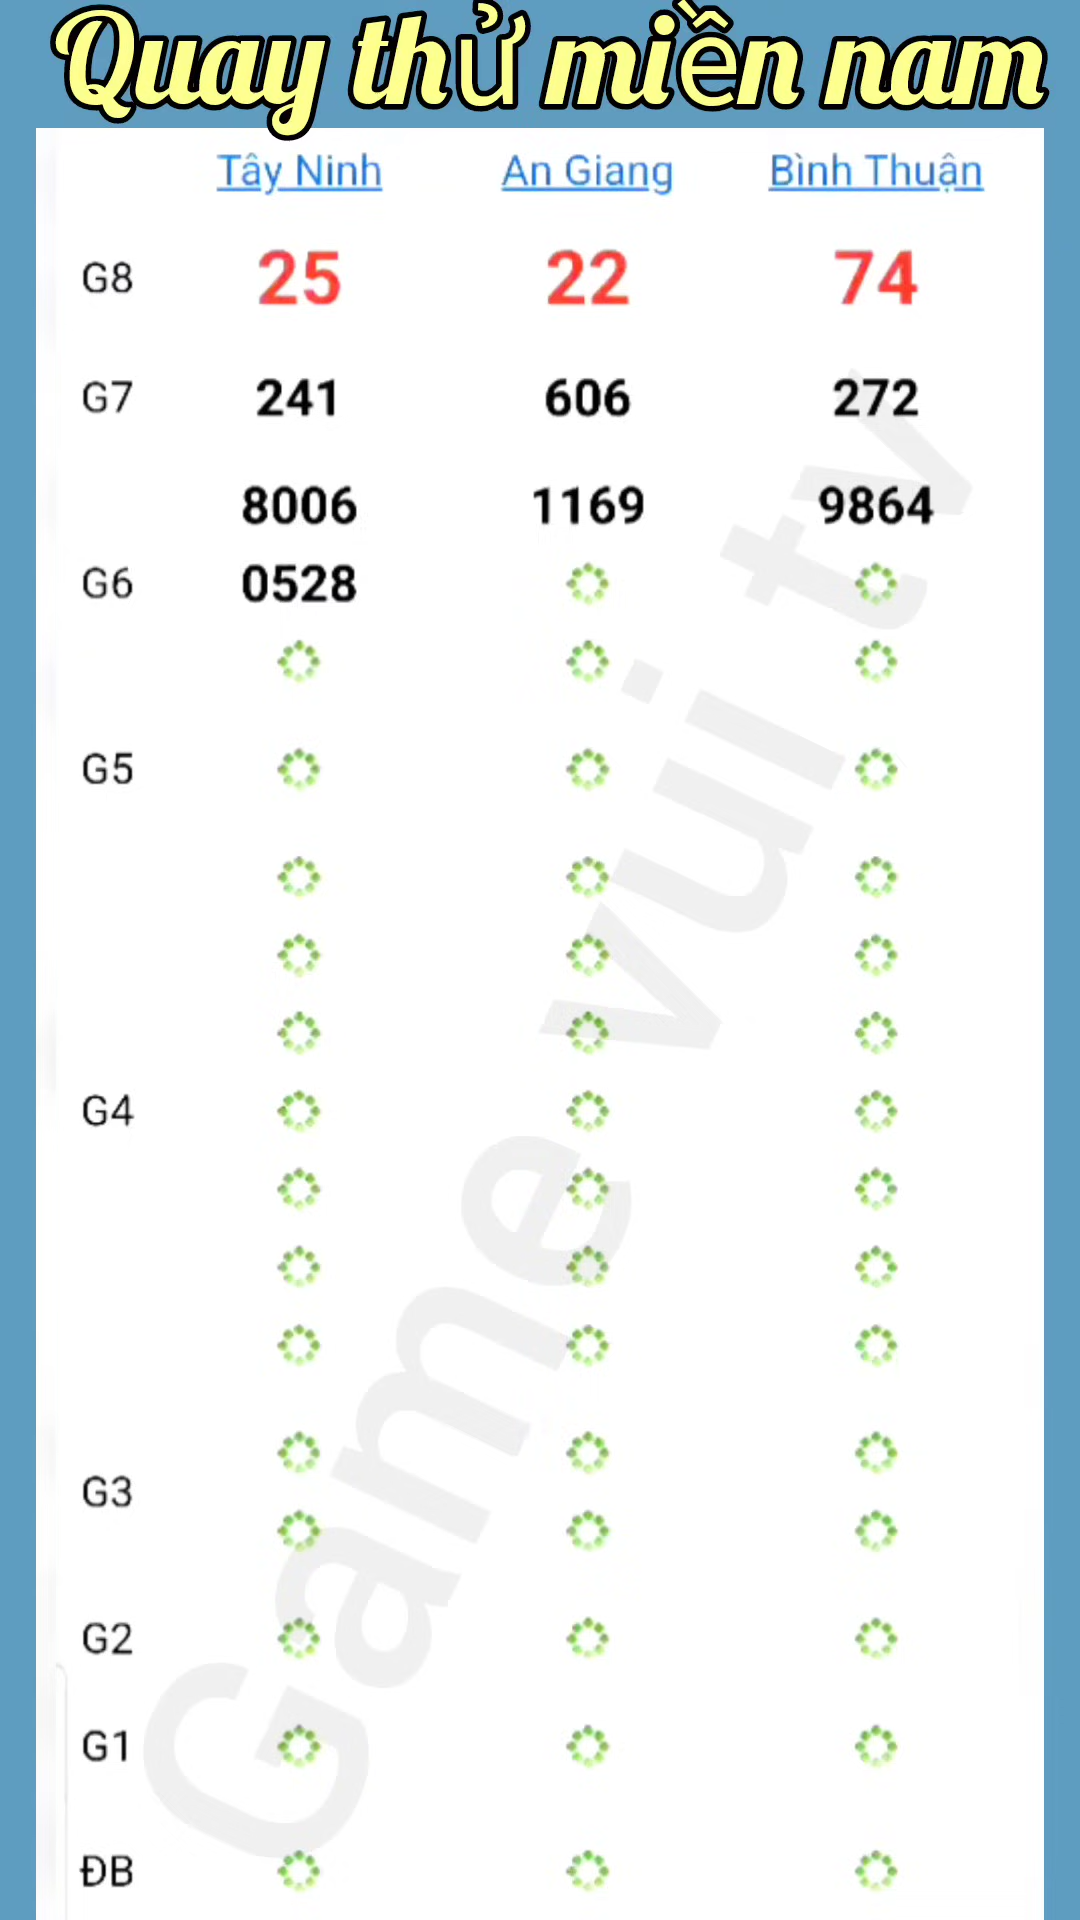 Quay thử miền nam
Tây Ninh An Giang Bình Thuận
G8 25 22 74
G7 241 606 272
8006 1169 9864
G6 0528
G5
G4
G3
G2
G1
ĐB
Game vui tv